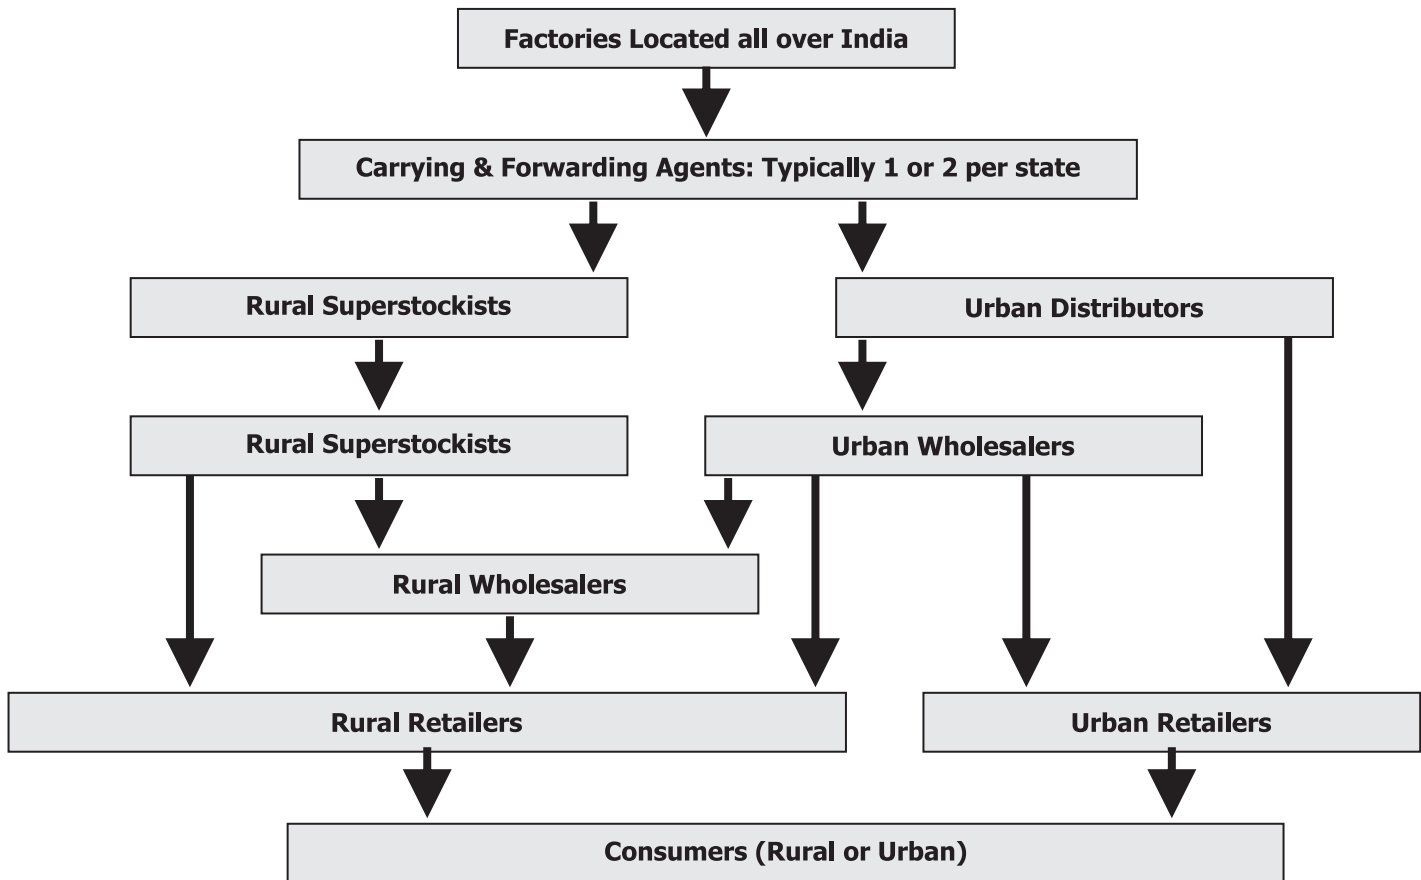 Factories Located all over India
Carrying & Forwarding Agents: Typically 1 or 2 per state
Rural Superstockists
Urban Distributors
Rural Superstockists
Urban Wholesalers
Rural Wholesalers
Rural Retailers
Urban Retailers
Consumers (Rural or Urban)